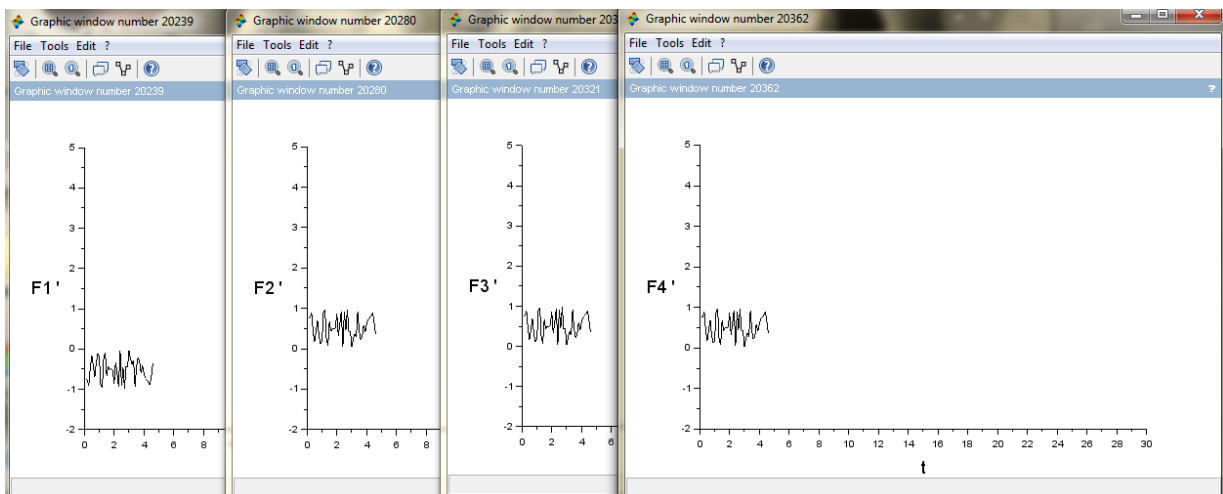 Graphic window number 20239
File Tools Edit ?
Graphic window number 20239
5
4
3
2
1
0
-1
-2
F1 '
0 2 4 6 8
Graphic window number 20280
File Tools Edit ?
Graphic window number 20280
5
4
3
2
1
0
-1
-2
F2 '
0 2 4 6 8
Graphic window number 203
File Tools Edit ?
Graphic window number 20321
5
4
3
2
1
0
-1
-2
F3 '
0 2 4 6
Graphic window number 20362
File Tools Edit ?
Graphic window number 20362 ?
5
4
3
2
1
0
-1
-2
F4 '
0 2 4 6 8 10 12 14 16 18 20 22 24 26 28 30
t